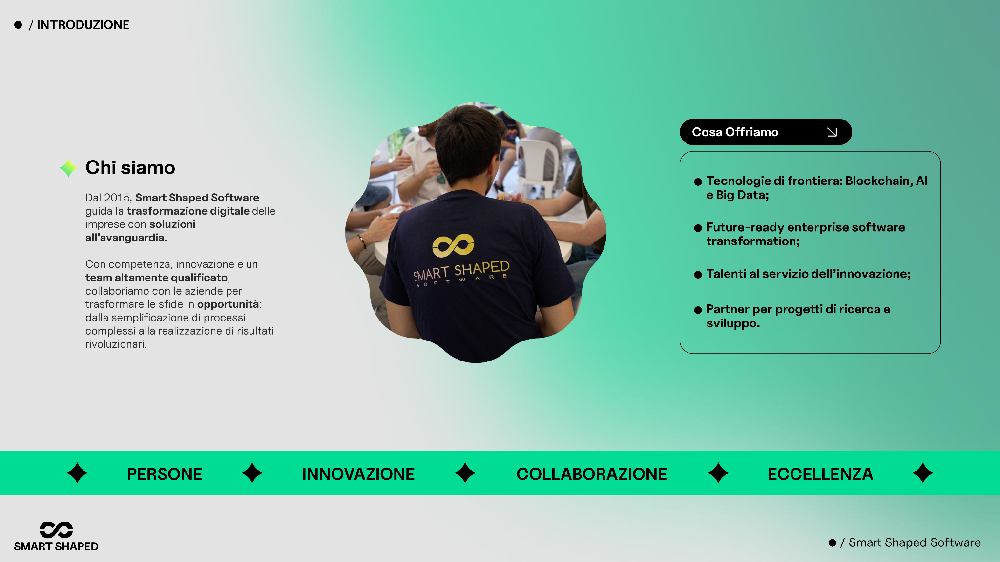 / INTRODUZIONE
Chi siamo
Dal 2015, Smart Shaped Software
guida la trasformazione digitale delle
imprese con soluzioni
all'avanguardia.
Con competenza, innovazione e un
team altamente qualificato,
collaboriamo con le aziende per
trasformare le sfide in opportunità:
dalla semplificazione di processi
complessi alla realizzazione di risultati
rivoluzionari.
SMART SHAPED
SOFTWARE
Cosa Offriamo
● Tecnologie di frontiera: Blockchain, AI
e Big Data;
● Future-ready enterprise software
transformation;
● Talenti al servizio dell’innovazione;
● Partner per progetti di ricerca e
sviluppo.
PERSONE INNOVAZIONE COLLABORAZIONE ECCELLENZA
SMART SHAPED
/ Smart Shaped Software